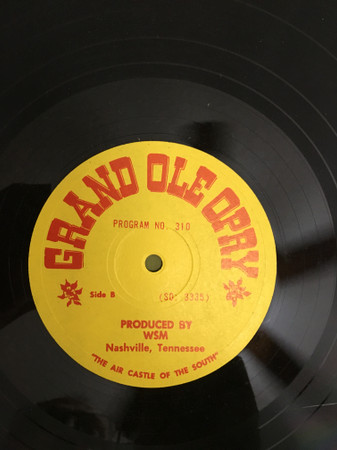 GRAND OLE OPRY
PROGRAM NO. 310
Side B (SD: 3325)
PRODUCED BY
WSM
Nashville, Tennessee
"THE AIR CASTLE OF THE SOUTH"